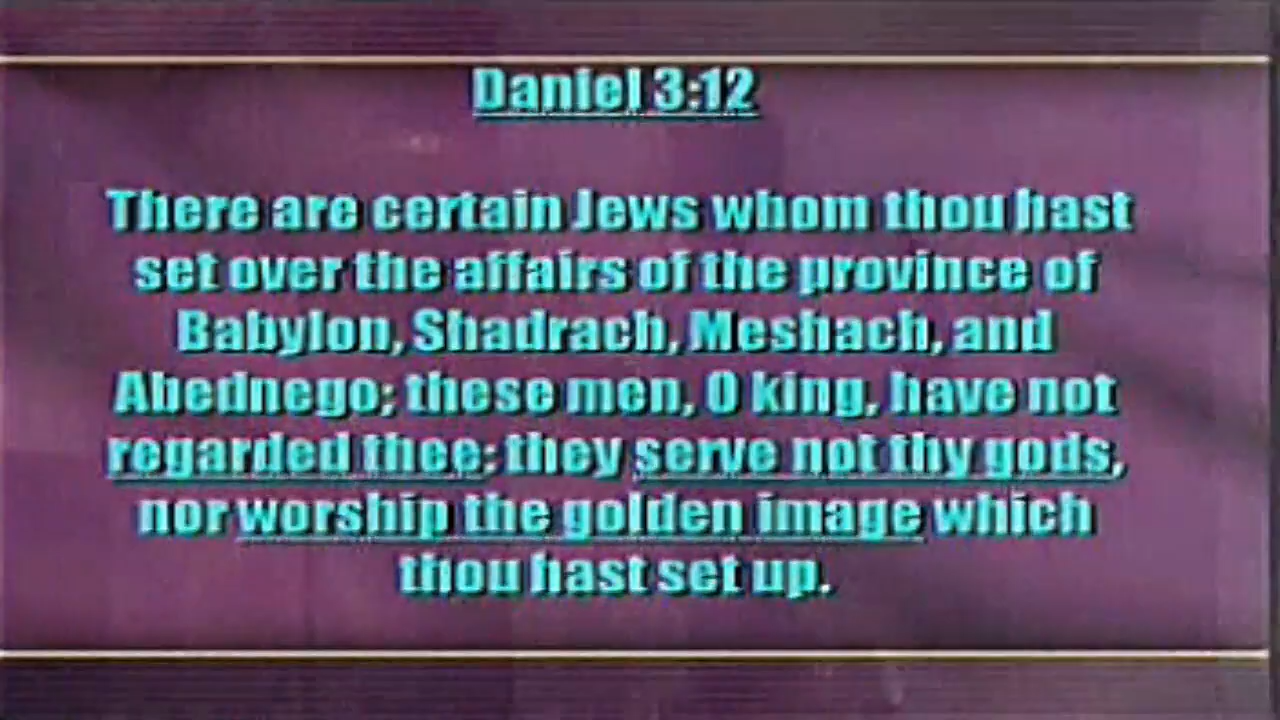 Daniel 3:12
There are certain Jews whom thou hast
set over the affairs of the province of
Babylon, Shadrach, Meshach, and
Abednego; these men, O king, have not
regarded thee: they serve not thy gods,
nor worship the golden image which
thou hast set up.